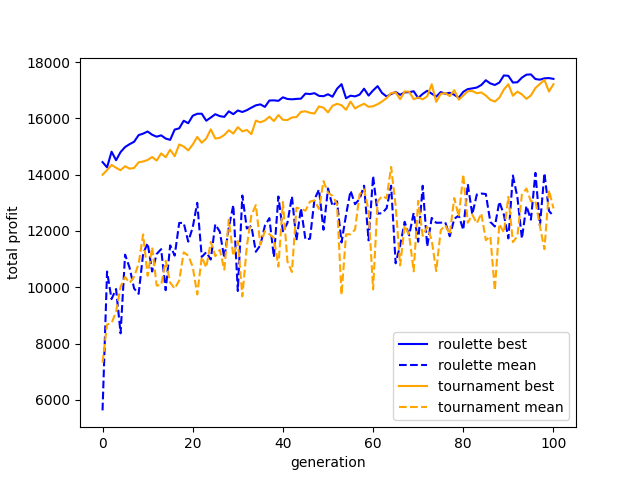 18000
16000
14000
12000
10000
8000
6000
total profit
0 20 40 60 80 100
generation
roulette best
roulette mean
tournament best
tournament mean